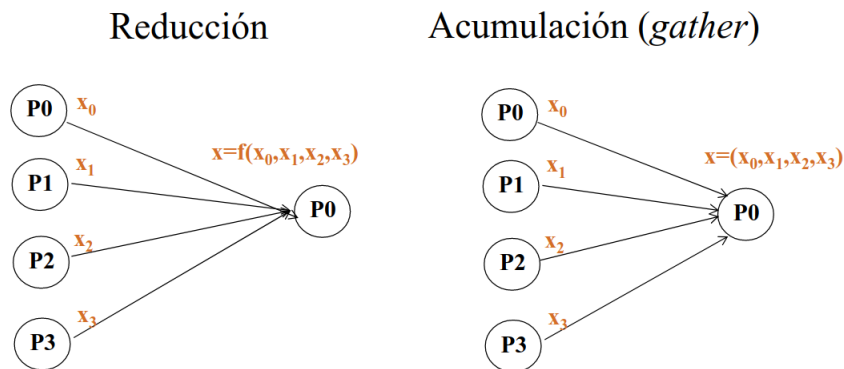 Reducción
P0
x₀
P1
x₁
P2
x₂
P3
x₃
x=f(x₀,x₁,x₂,x₃)
P0
Acumulación (gather)
P0
x₀
P1
x₁
P2
x₂
P3
x₃
x=(x₀,x₁,x₂,x₃)
P0